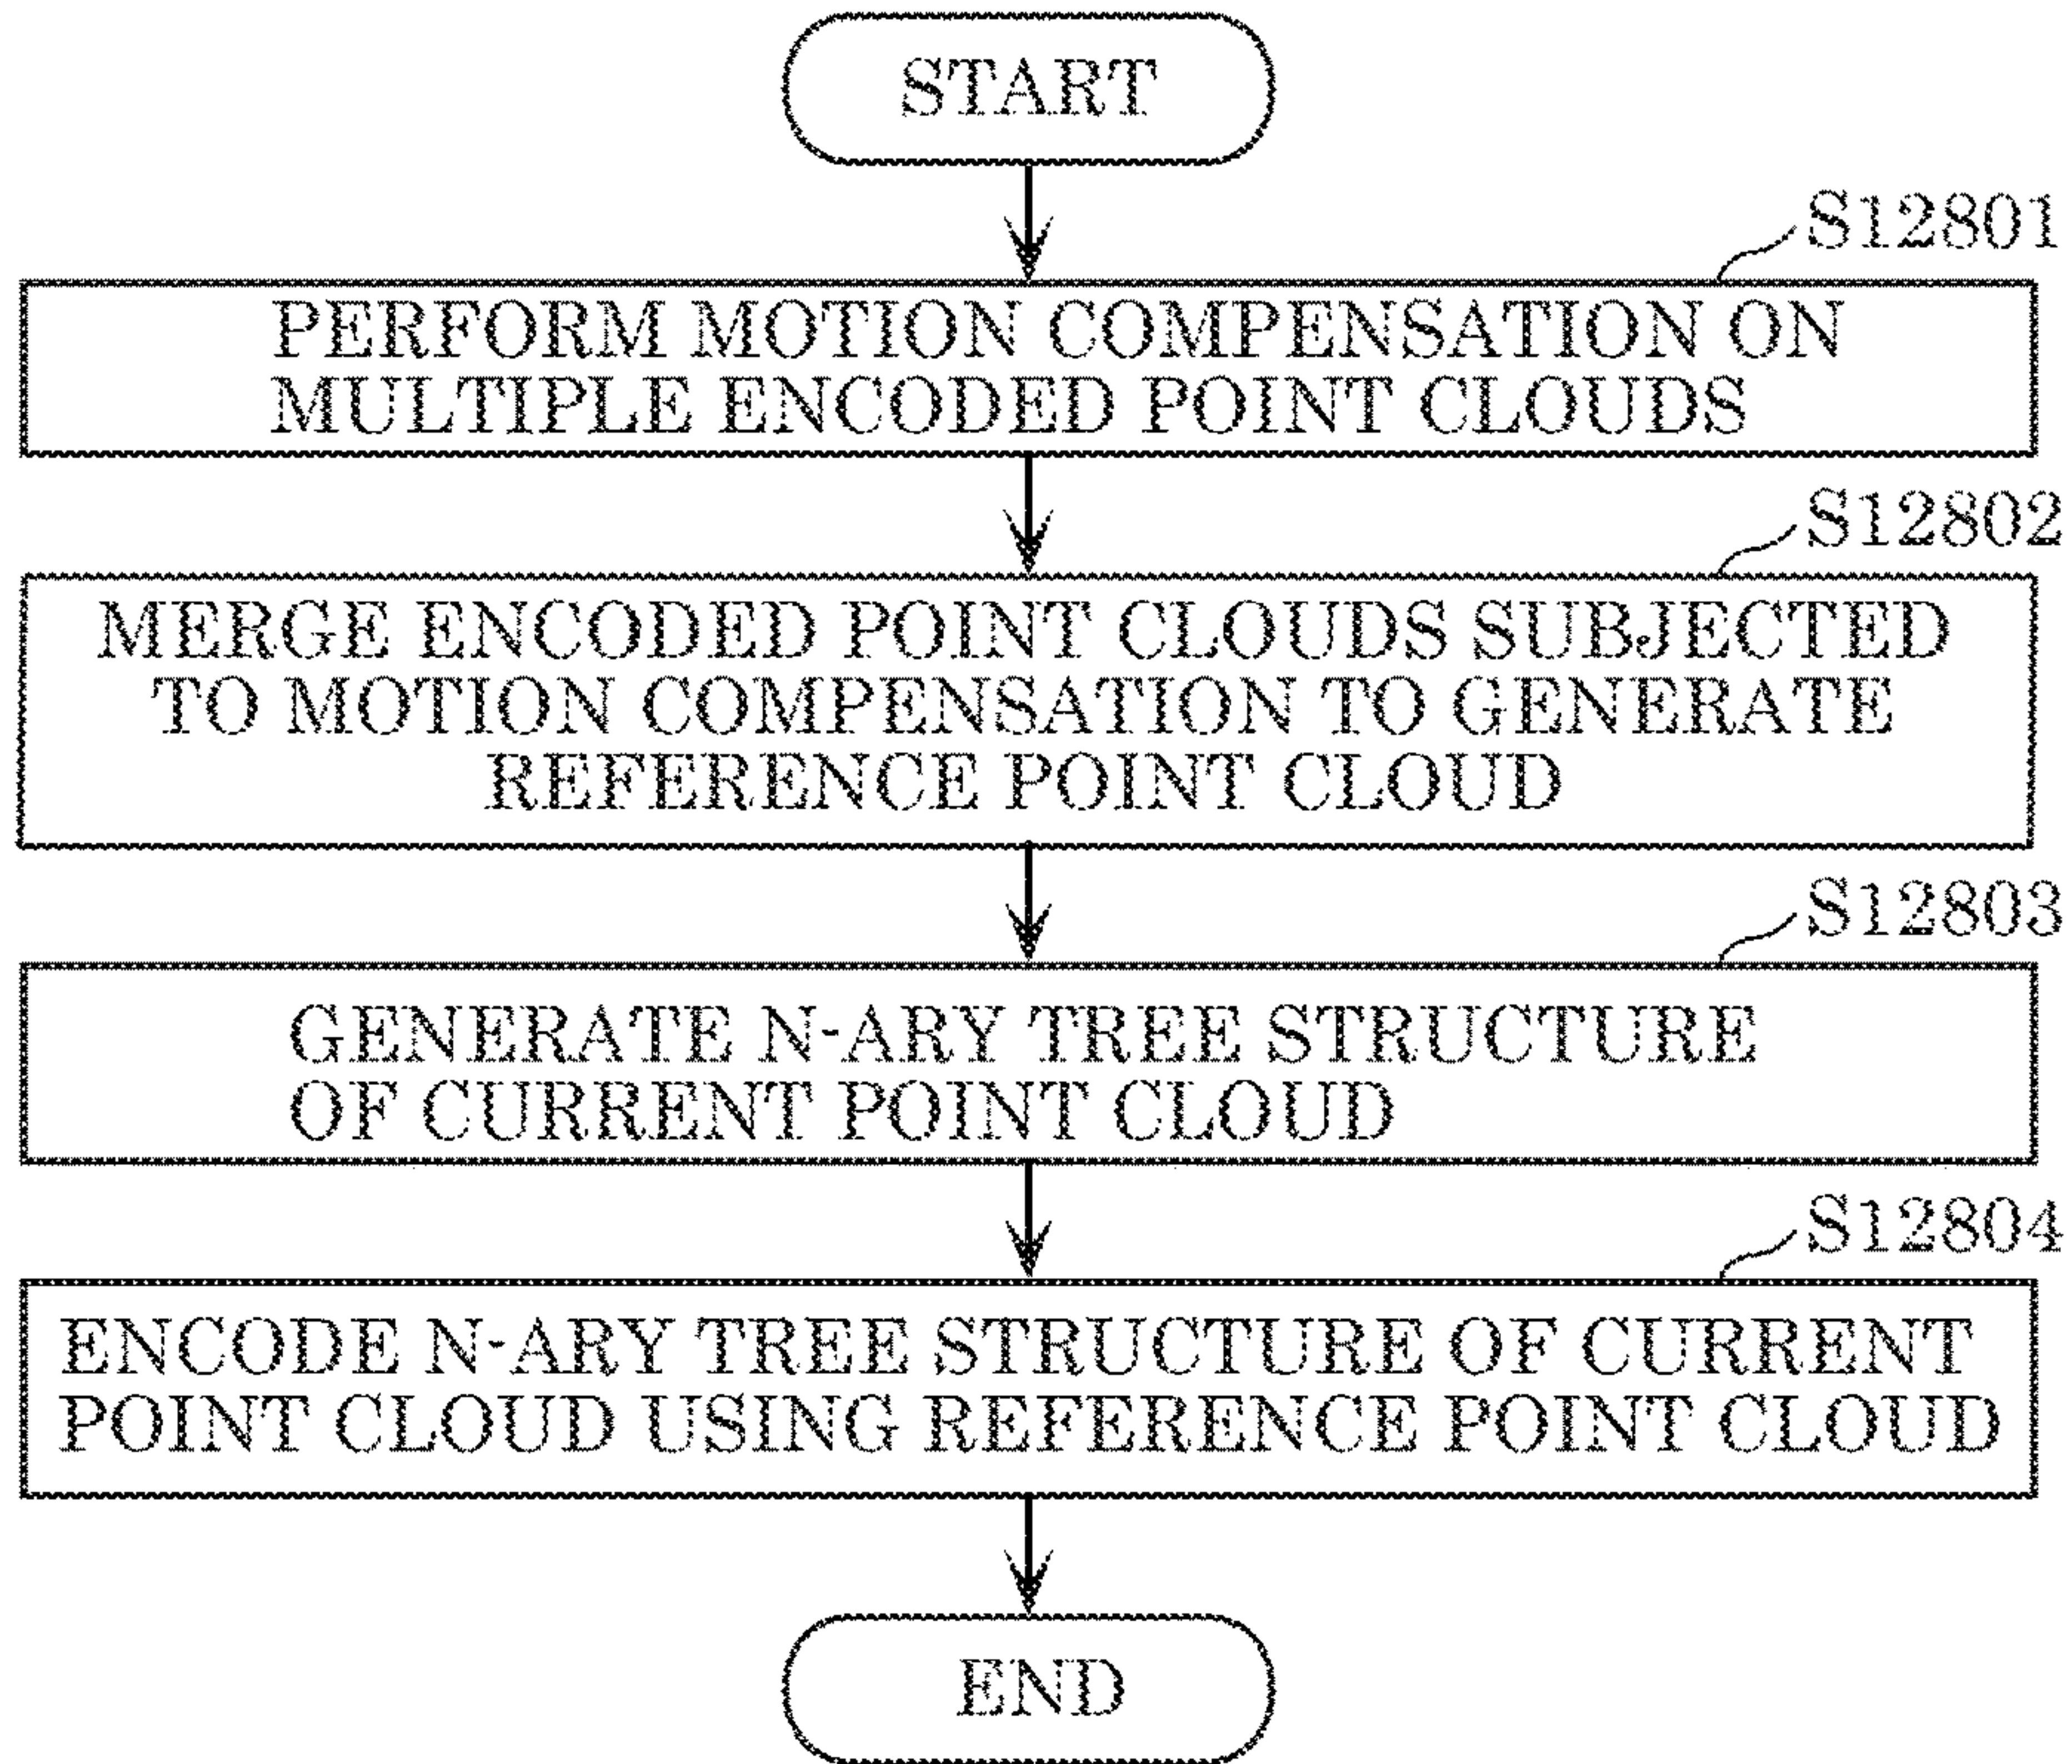 START
S12801
PERFORM MOTION COMPENSATION ON
MULTIPLE ENCODED POINT CLOUDS
S12802
MERGE ENCODED POINT CLOUDS SUBJECTED
TO MOTION COMPENSATION TO GENERATE
REFERENCE POINT CLOUD
S12803
GENERATE N-ARY TREE STRUCTURE
OF CURRENT POINT CLOUD
S12804
ENCODE N-ARY TREE STRUCTURE OF CURRENT
POINT CLOUD USING REFERENCE POINT CLOUD
END